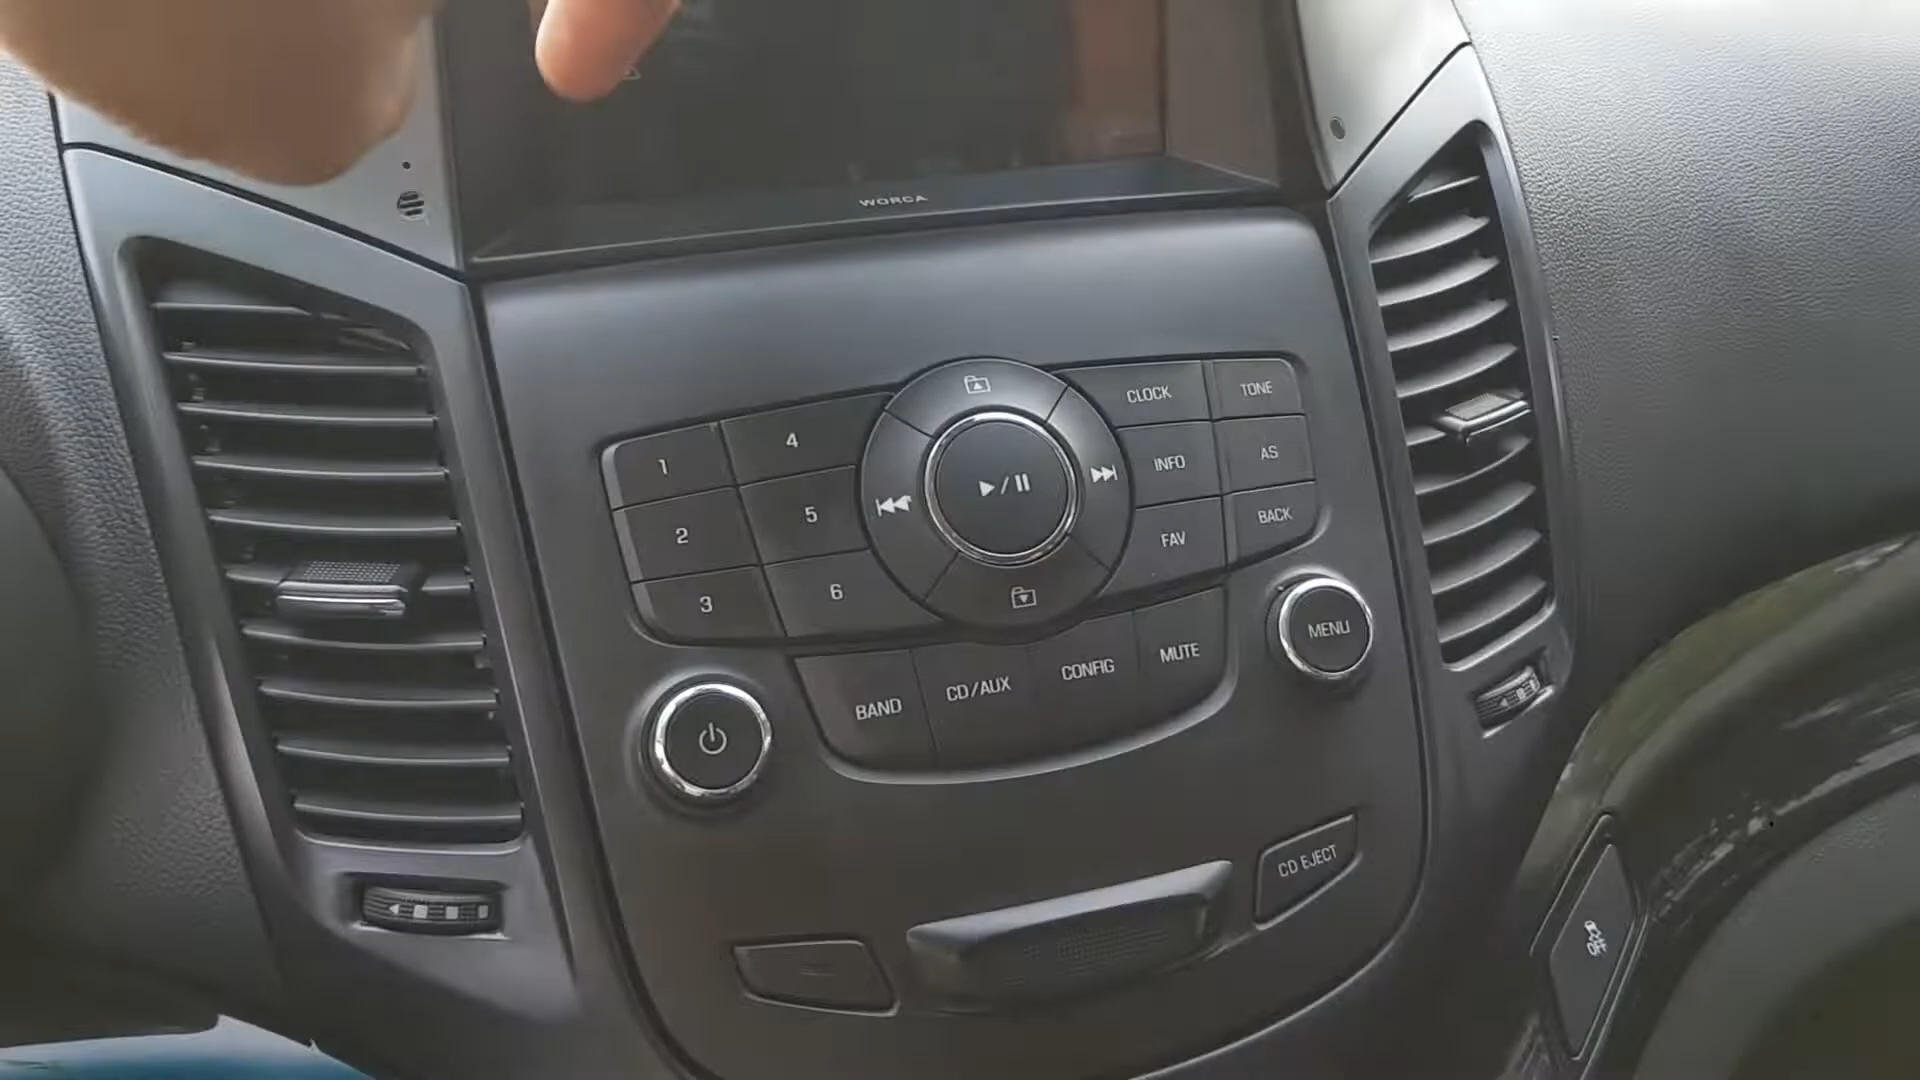 WORCA
CLOCK
TONE
1
4
INFO
AS
2
5
FAV
BACK
3
6
MENU
BAND
CD/AUX
CONFIG
MUTE
CD EJECT
OFF